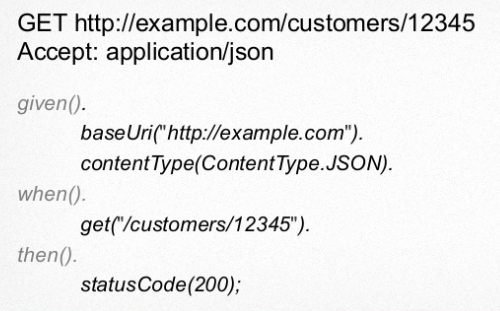 GET http://example.com/customers/12345
Accept: application/json
given().
baseUri("http://example.com").
contentType(ContentType.JSON).
when().
get("/customers/12345").
then().
statusCode(200);